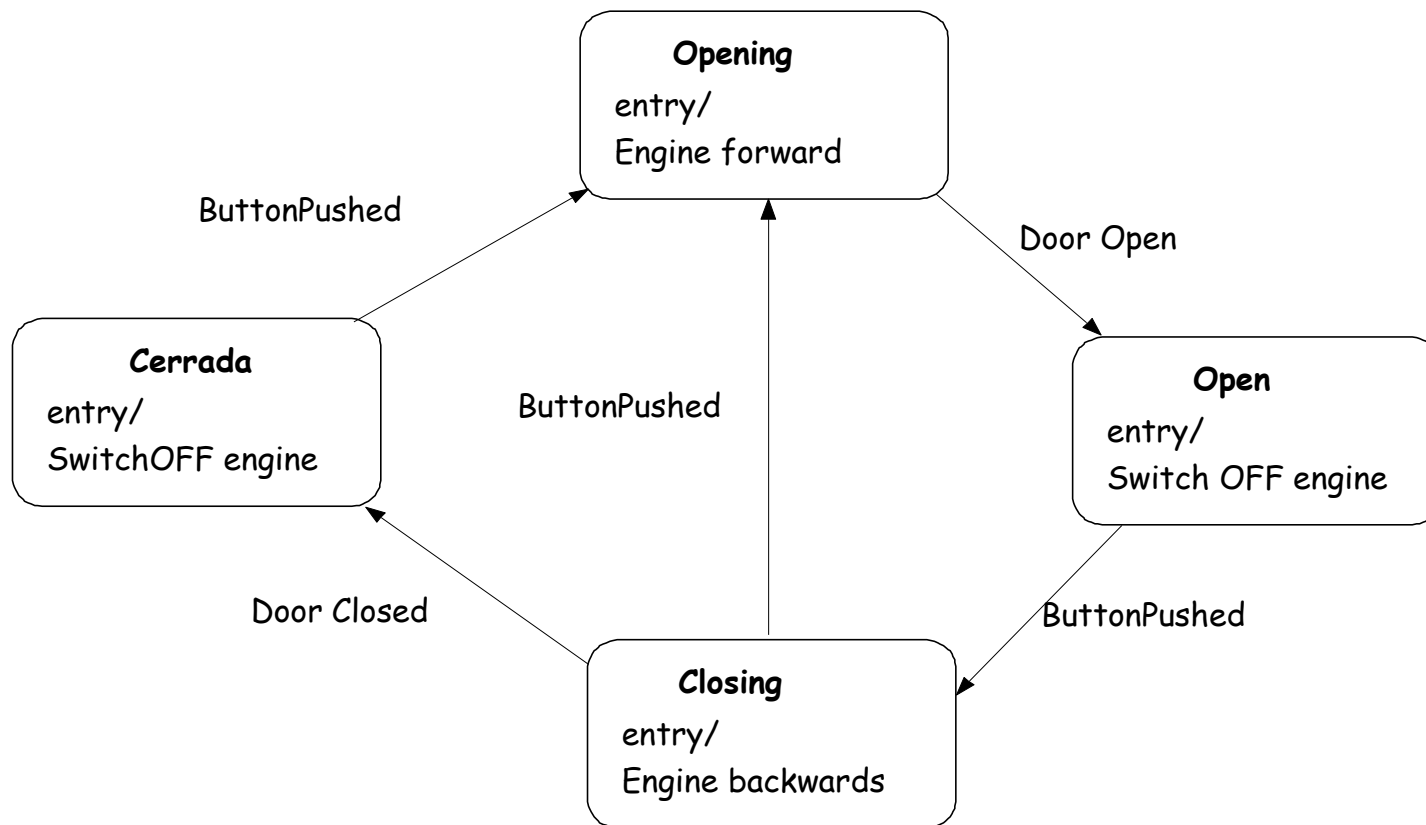 Opening
entry/
Engine forward
ButtonPushed
Door Open
Cerrada
entry/
SwitchOFF engine
ButtonPushed
Open
entry/
Switch OFF engine
Door Closed
ButtonPushed
Closing
entry/
Engine backwards